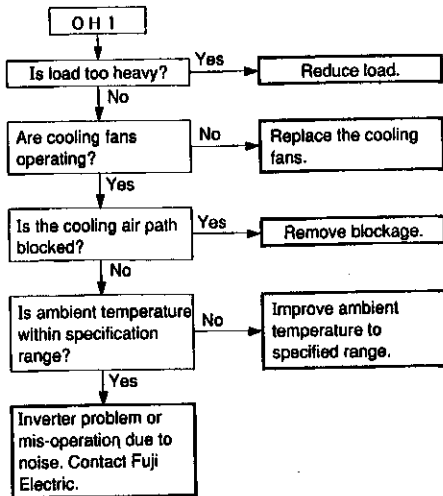 OH1
Is load too heavy?
Yes
Reduce load.
No
Are cooling fans
operating?
No
Replace the cooling
fans.
Yes
Is the cooling air path
blocked?
Yes
Remove blockage.
No
Is ambient temperature
within specification
range?
No
Improve ambient
temperature to
specified range.
Yes
Inverter problem or
mis-operation due to
noise. Contact Fuji
Electric.